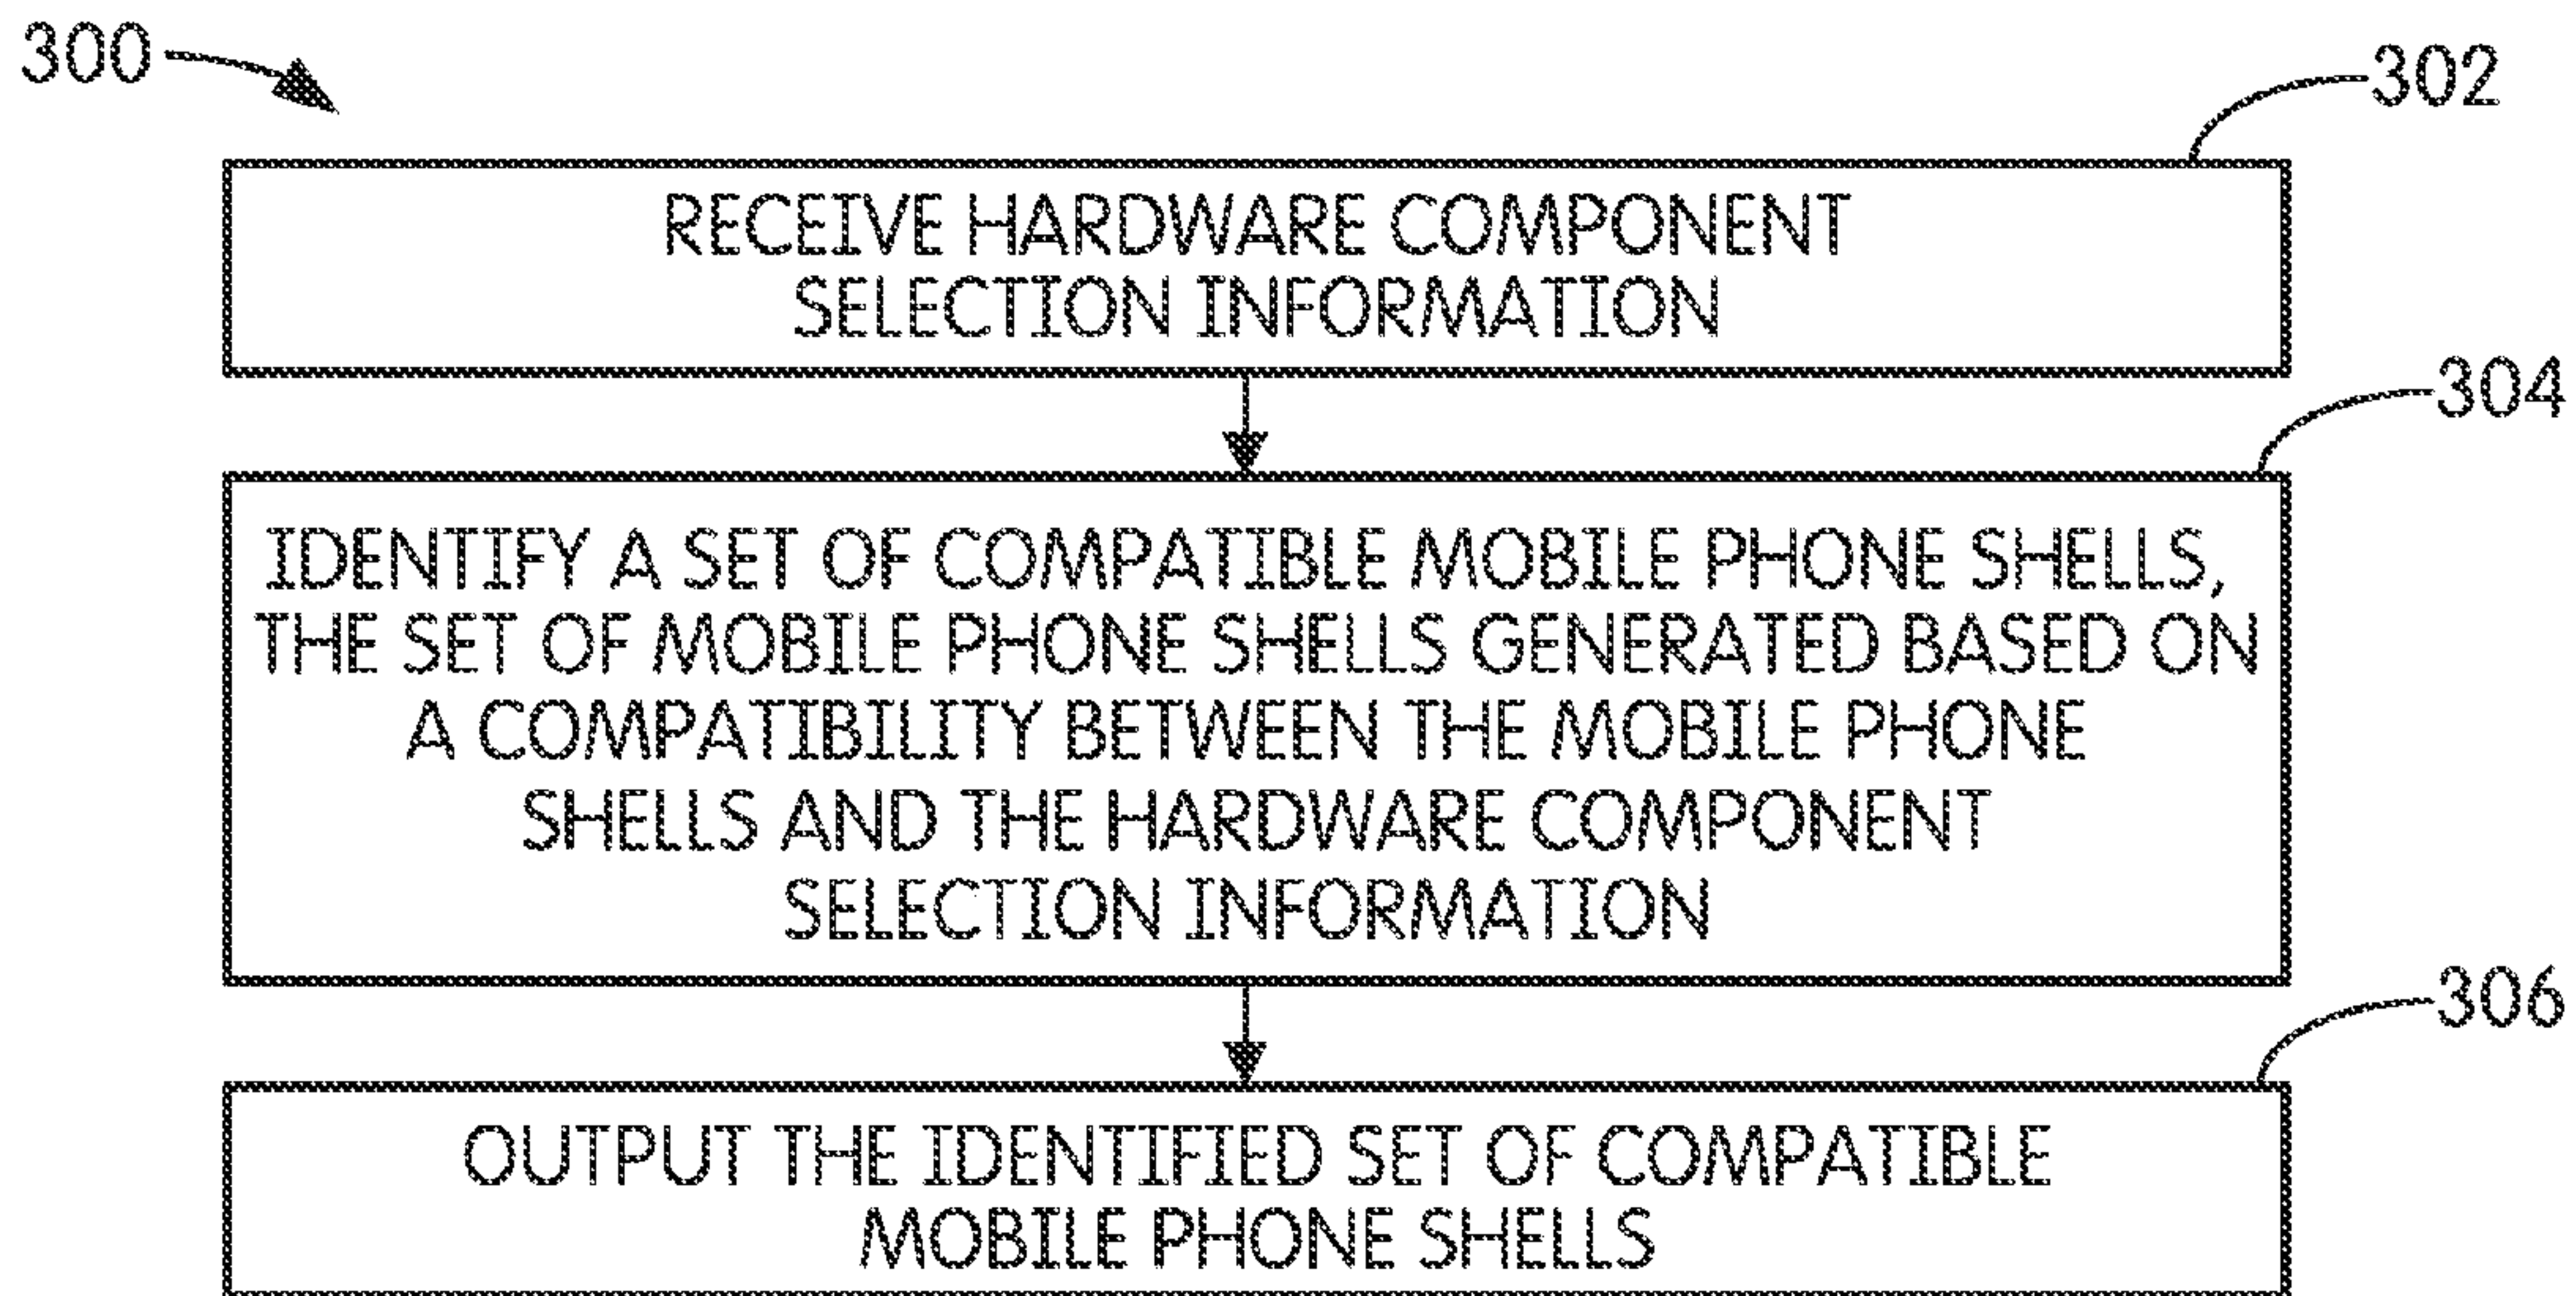 300
302
RECEIVE HARDWARE COMPONENT
SELECTION INFORMATION
304
IDENTIFY A SET OF COMPATIBLE MOBILE PHONE SHELLS,
THE SET OF MOBILE PHONE SHELLS GENERATED BASED ON
A COMPATIBILITY BETWEEN THE MOBILE PHONE
SHELLS AND THE HARDWARE COMPONENT
SELECTION INFORMATION
306
OUTPUT THE IDENTIFIED SET OF COMPATIBLE
MOBILE PHONE SHELLS